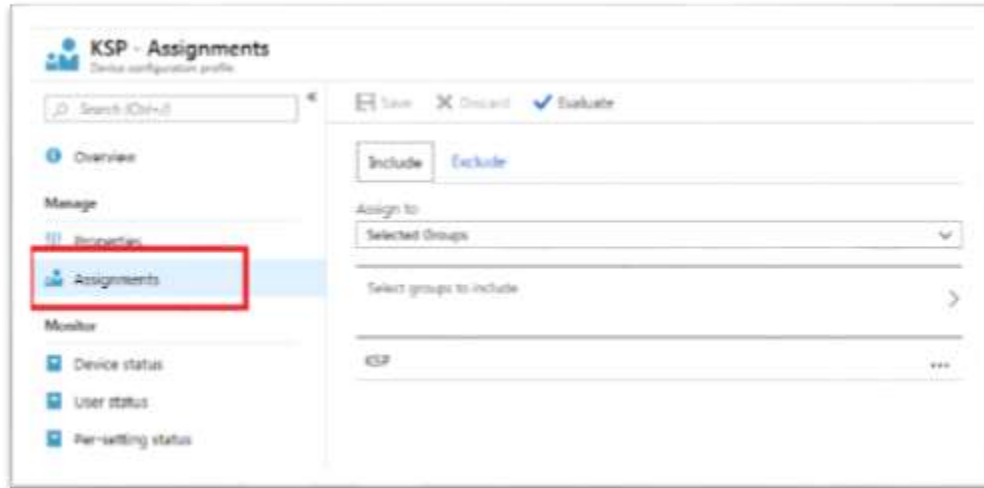 KSP - Assignments
Device configuration profile
Search (Ctrl+/)
«
Save
Discard
Evaluate
Overview
Include
Exclude
Manage
Assign to
Properties
Selected Groups
Assignments
Select groups to include
Monitor
Device status
KSP
...
User status
Per-setting status